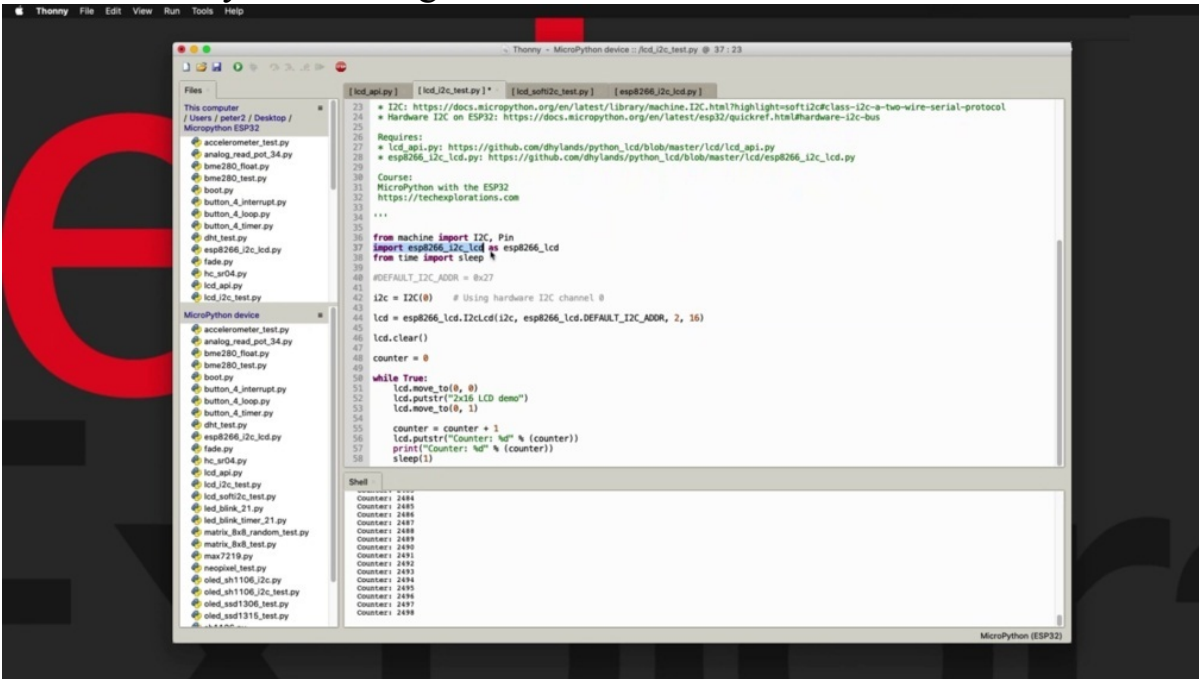 Thonny File Edit View Run Tools Help
Thonny - MicroPython device :: /lcd_i2c_test.py @ 37 : 23
Files
This computer
/ Users / peter2 / Desktop /
Micropython ESP32
accelerometer_test.py
analog_read_pot_34.py
bme280_float.py
bme280_test.py
boot.py
button_4_interrupt.py
button_4_loop.py
button_4_timer.py
dht_test.py
esp8266_i2c_lcd.py
fade.py
hc_sr04.py
lcd_api.py
lcd_i2c_test.py
MicroPython device
accelerometer_test.py
analog_read_pot_34.py
bme280_float.py
bme280_test.py
boot.py
button_4_interrupt.py
button_4_loop.py
button_4_timer.py
dht_test.py
esp8266_i2c_lcd.py
fade.py
hc_sr04.py
lcd_api.py
lcd_i2c_test.py
lcd_softi2c_test.py
led_blink_21.py
led_blink_timer_21.py
matrix_8x8_random_test.py
matrix_8x8_test.py
max7219.py
neopixel_test.py
oled_sh1106_i2c.py
oled_sh1106_i2c_test.py
oled_ssd1306_test.py
oled_ssd1315_test.py
[ lcd_api.py ] [ lcd_i2c_test.py ] * [ lcd_softi2c_test.py ] [ esp8266_i2c_lcd.py ]
23 * I2C: https://docs.micropython.org/en/latest/library/machine.I2C.html?highlight=softi2c#class-i2c-a-two-wire-serial-protocol
24 * Hardware I2C on ESP32: https://docs.micropython.org/en/latest/esp32/quickref.html#hardware-i2c-bus
25
26 Requires:
27 * lcd_api.py: https://github.com/dhylands/python_lcd/blob/master/lcd/lcd_api.py
28 * esp8266_i2c_lcd.py: https://github.com/dhylands/python_lcd/blob/master/lcd/esp8266_i2c_lcd.py
29
30 Course:
31 MicroPython with the ESP32
32 https://techexplorations.com
33
34 '''
35
36 from machine import I2C, Pin
37 import esp8266_i2c_lcd as esp8266_lcd
38 from time import sleep
39
40 #DEFAULT_I2C_ADDR = 0x27
41
42 i2c = I2C(0) # Using hardware I2C channel 0
43
44 lcd = esp8266_lcd.I2cLcd(i2c, esp8266_lcd.DEFAULT_I2C_ADDR, 2, 16)
45
46 lcd.clear()
47
48 counter = 0
49
50 while True:
51 lcd.move_to(0, 0)
52 lcd.putstr("2x16 LCD demo")
53 lcd.move_to(0, 1)
54
55 counter = counter + 1
56 lcd.putstr("Counter: %d" % (counter))
57 print("Counter: %d" % (counter))
58 sleep(1)
Shell
Counter: 2484
Counter: 2485
Counter: 2486
Counter: 2487
Counter: 2488
Counter: 2489
Counter: 2490
Counter: 2491
Counter: 2492
Counter: 2493
Counter: 2494
Counter: 2495
Counter: 2496
Counter: 2497
Counter: 2498
MicroPython (ESP32)